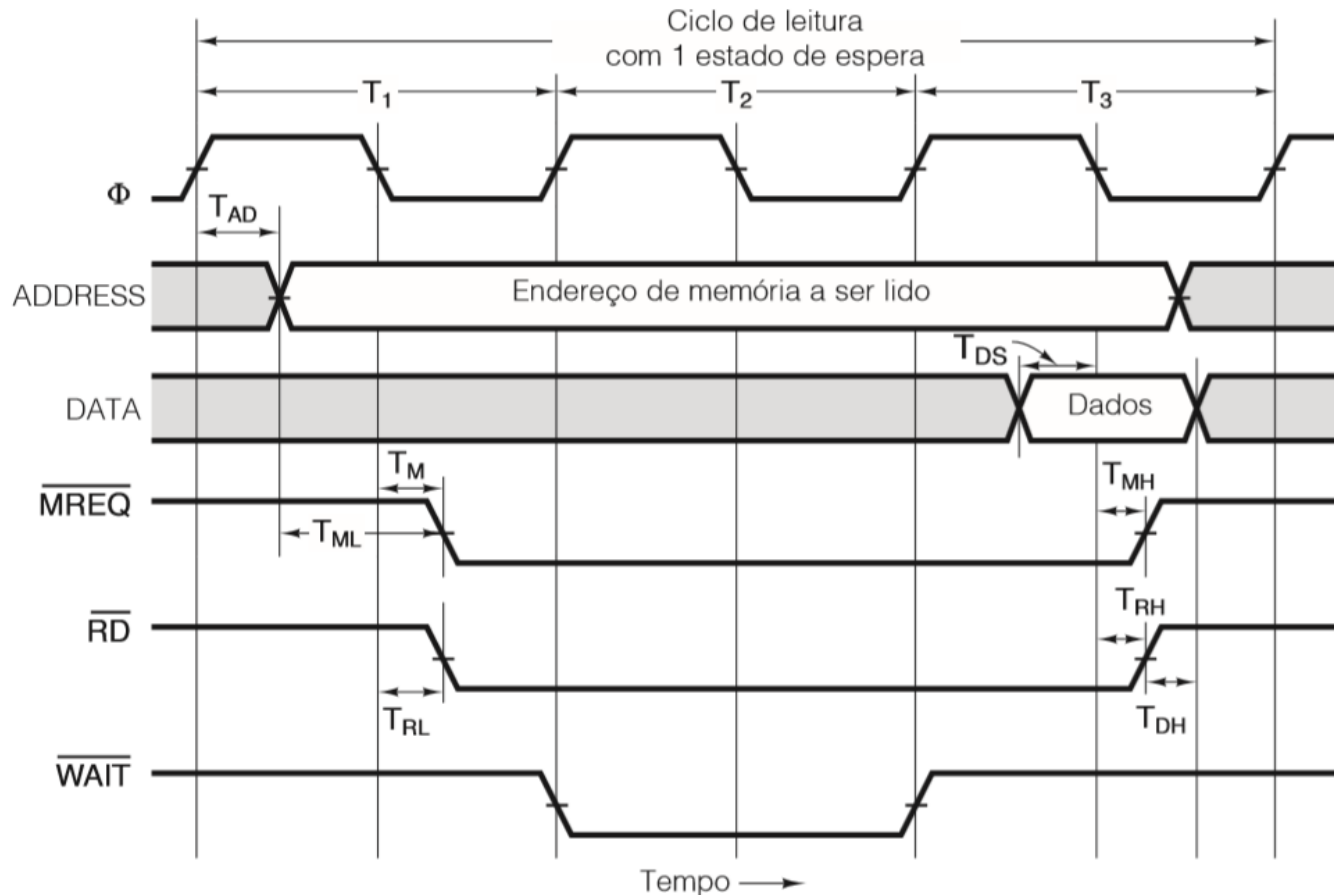 Ciclo de leitura
com 1 estado de espera
T1
T2
T3
Φ
TAD
ADDRESS
Endereço de memória a ser lido
TDS
DATA
Dados
TM
TMH
MREQ
TML
TRH
RD
TRL
TDH
WAIT
Tempo